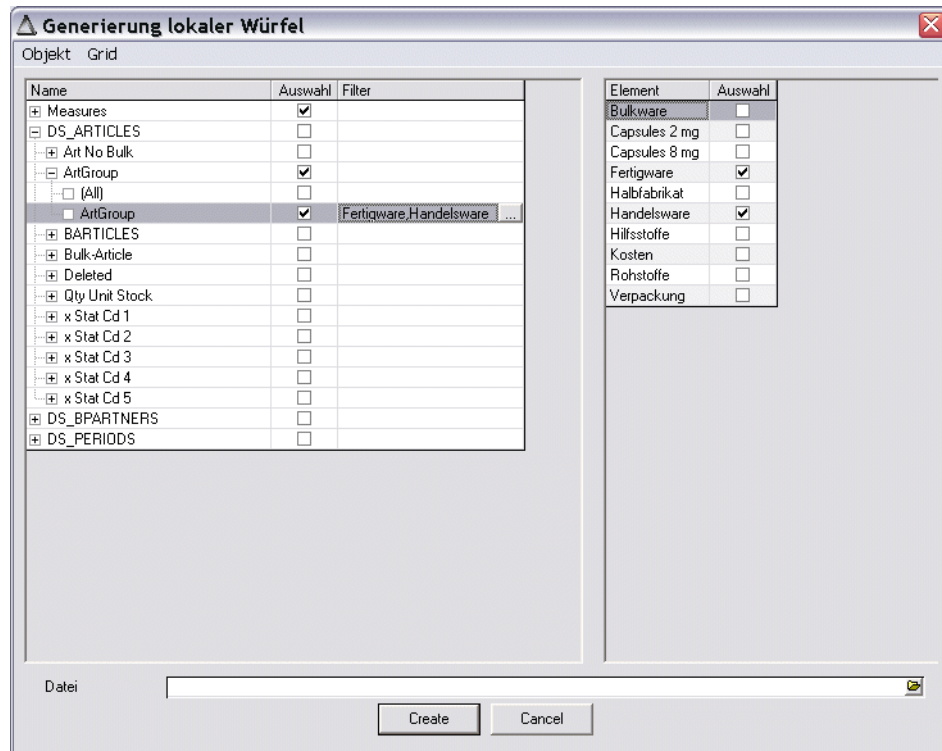 Generierung lokaler Würfel
Objekt Grid
Name Auswahl Filter
Measures
DS_ARTICLES
Art No Bulk
ArtGroup
(All)
ArtGroup Fertigware,Handelsware ...
BARTICLES
Bulk-Article
Deleted
Qty Unit Stock
x Stat Cd 1
x Stat Cd 2
x Stat Cd 3
x Stat Cd 4
x Stat Cd 5
DS_BPARTNERS
DS_PERIODS
Element Auswahl
Bulkware
Capsules 2 mg
Capsules 8 mg
Fertigware
Halbfabrikat
Handelsware
Hilfsstoffe
Kosten
Rohstoffe
Verpackung
Datei
Create Cancel